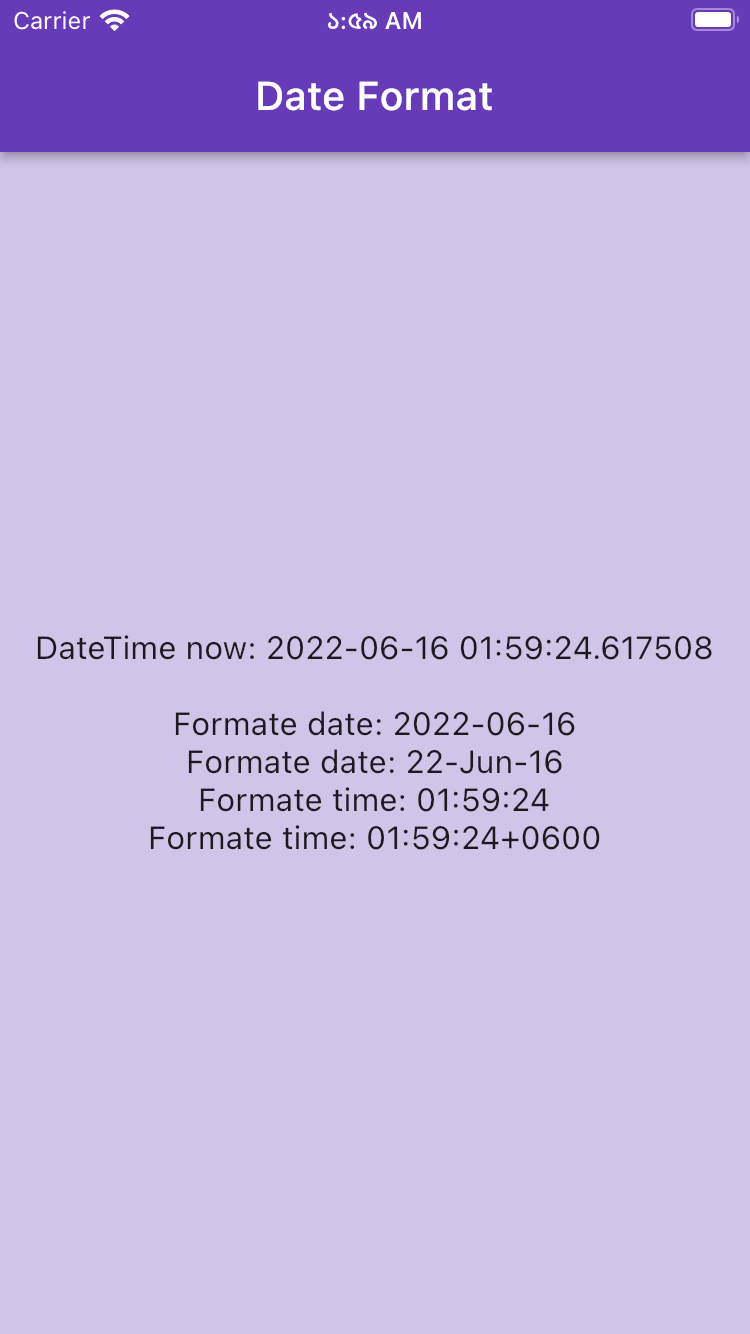 Carrier ১:৫৯ AM
Date Format
DateTime now: 2022-06-16 01:59:24.617508
Formate date: 2022-06-16
Formate date: 22-Jun-16
Formate time: 01:59:24
Formate time: 01:59:24+0600